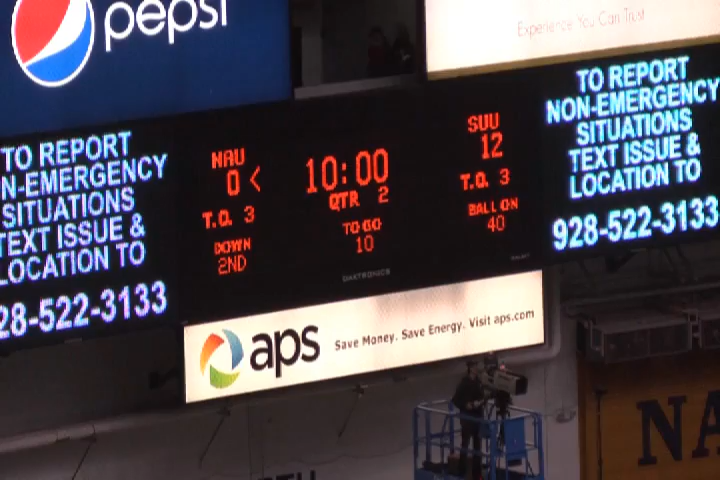 pepsi
Experience You Can Trust
TO REPORT
N-EMERGENCY
SITUATIONS
TEXT ISSUE &
LOCATION TO
28-522-3133
NAU
0 <
T.O. 3
DOWN
2ND
10:00
QTR 2
TO GO
10
DAKTRONICS
SUU
12
T.O. 3
BALL ON
40
TO REPORT
NON-EMERGENCY
SITUATIONS
TEXT ISSUE &
LOCATION TO
928-522-3133
aps Save Money. Save Energy. Visit aps.com
NA